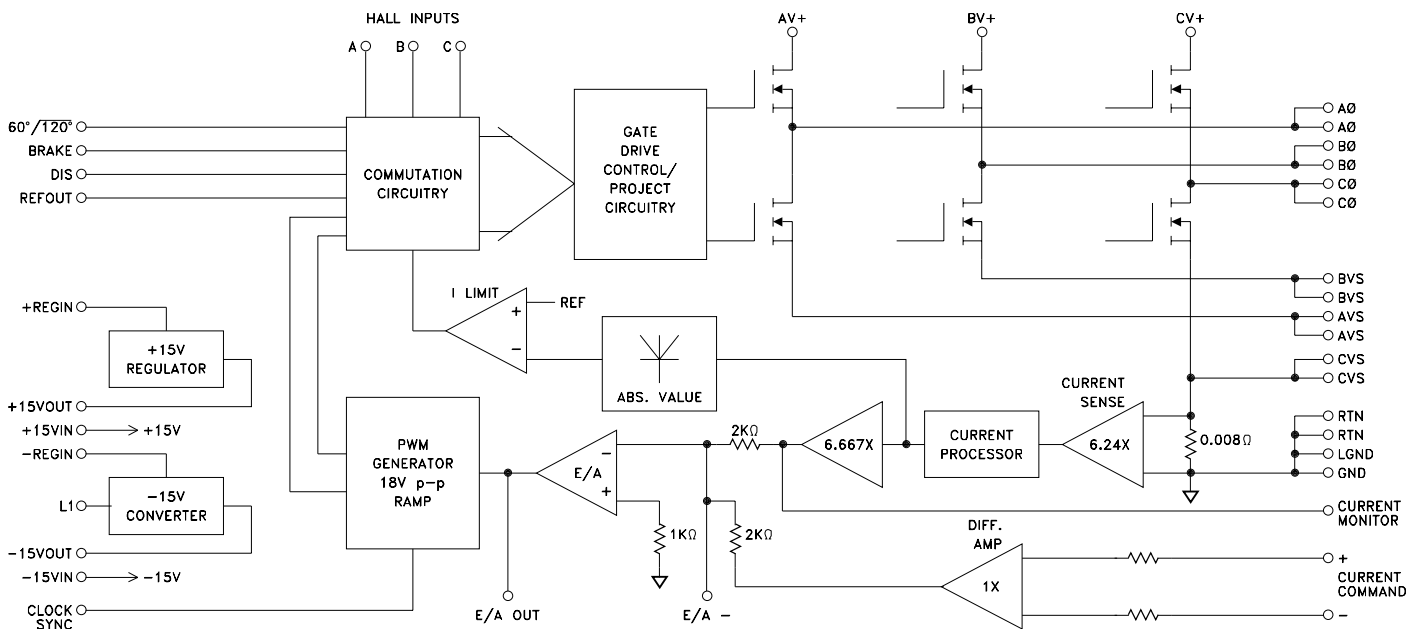 HALL INPUTS
A
B
C
AV+
BV+
CV+
60°/120°
BRAKE
DIS
REFOUT
COMMUTATION
CIRCUITRY
GATE
DRIVE
CONTROL/
PROJECT
CIRCUITRY
AØ
AØ
BØ
BØ
CØ
CØ
BVS
BVS
AVS
AVS
CVS
CVS
RTN
RTN
LGND
GND
CURRENT
MONITOR
+
CURRENT
COMMAND
-
+REGIN
+15V
REGULATOR
+15VOUT
+15VIN
+15V
-REGIN
L1
-15V
CONVERTER
-15VOUT
-15VIN
-15V
CLOCK
SYNC
I LIMIT
+
-
REF
ABS. VALUE
PWM
GENERATOR
18V p-p
RAMP
E/A
-
+
1KΩ
2KΩ
2KΩ
6.667X
CURRENT
PROCESSOR
CURRENT
SENSE
6.24X
0.008Ω
DIFF.
AMP
1X
E/A OUT
E/A -